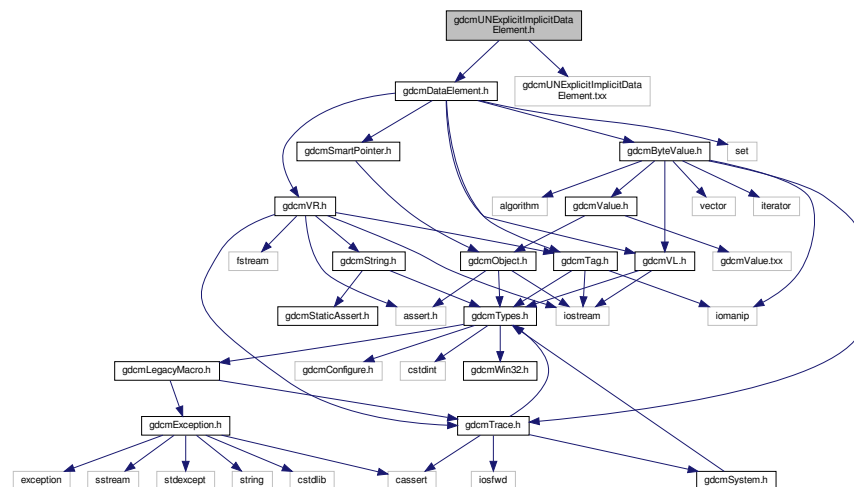 gdcmUNExplicitImplicitData
Element.h
gdcmDataElement.h
gdcmUNExplicitImplicitData
Element.txx
gdcmSmartPointer.h
gdcmByteValue.h
set
gdcmVR.h
algorithm
gdcmValue.h
vector
iterator
fstream
gdcmString.h
gdcmObject.h
gdcmTag.h
gdcmVL.h
gdcmValue.txx
gdcmStaticAssert.h
assert.h
gdcmTypes.h
iostream
iomanip
gdcmLegacyMacro.h
gdcmConfigure.h
cstdint
gdcmWin32.h
gdcmException.h
gdcmTrace.h
exception
sstream
stdexcept
string
cstdlib
cassert
iosfwd
gdcmSystem.h